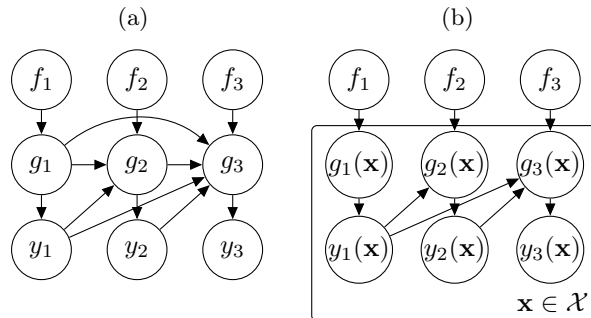 (a) (b)
f₁ f₂ f₃ f₁ f₂ f₃
g₁ g₂ g₃ g₁(𝐱) g₂(𝐱) g₃(𝐱)
y₁ y₂ y₃ y₁(𝐱) y₂(𝐱) y₃(𝐱)
𝐱 ∈ 𝒳